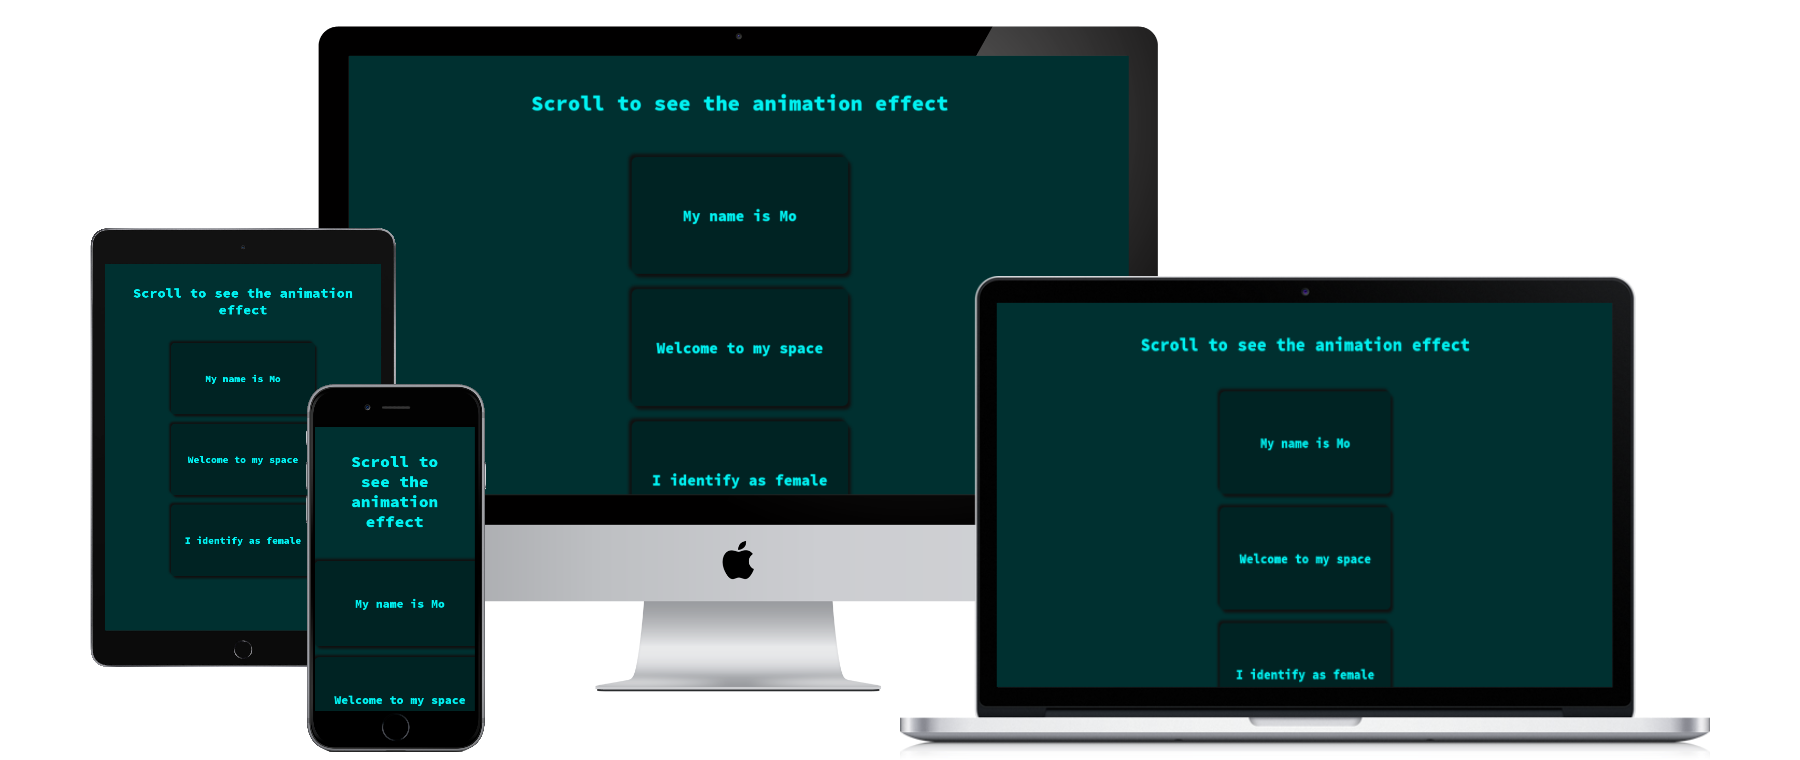 Scroll to see the animation effect
My name is Mo
Welcome to my space
I identify as female
Scroll to see the animation
effect
My name is Mo
Welcome to my space
I identify as female
Scroll to
see the
animation
effect
My name is Mo
Welcome to my space
Scroll to see the animation effect
My name is Mo
Welcome to my space
I identify as female